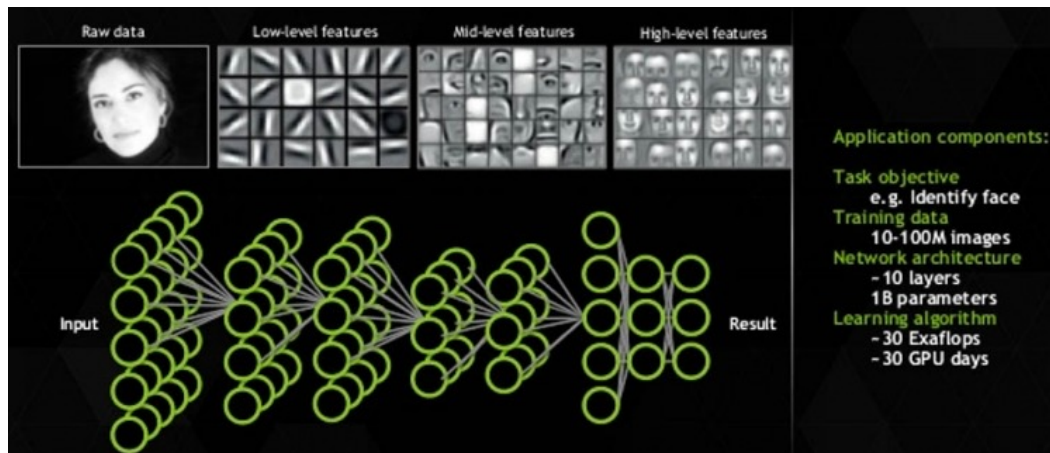 Raw data
Low-level features
Mid-level features
High-level features
Input
Result
Application components:
Task objective
e.g. Identify face
Training data
10-100M images
Network architecture
~10 layers
1B parameters
Learning algorithm
~30 Exaflops
~30 GPU days